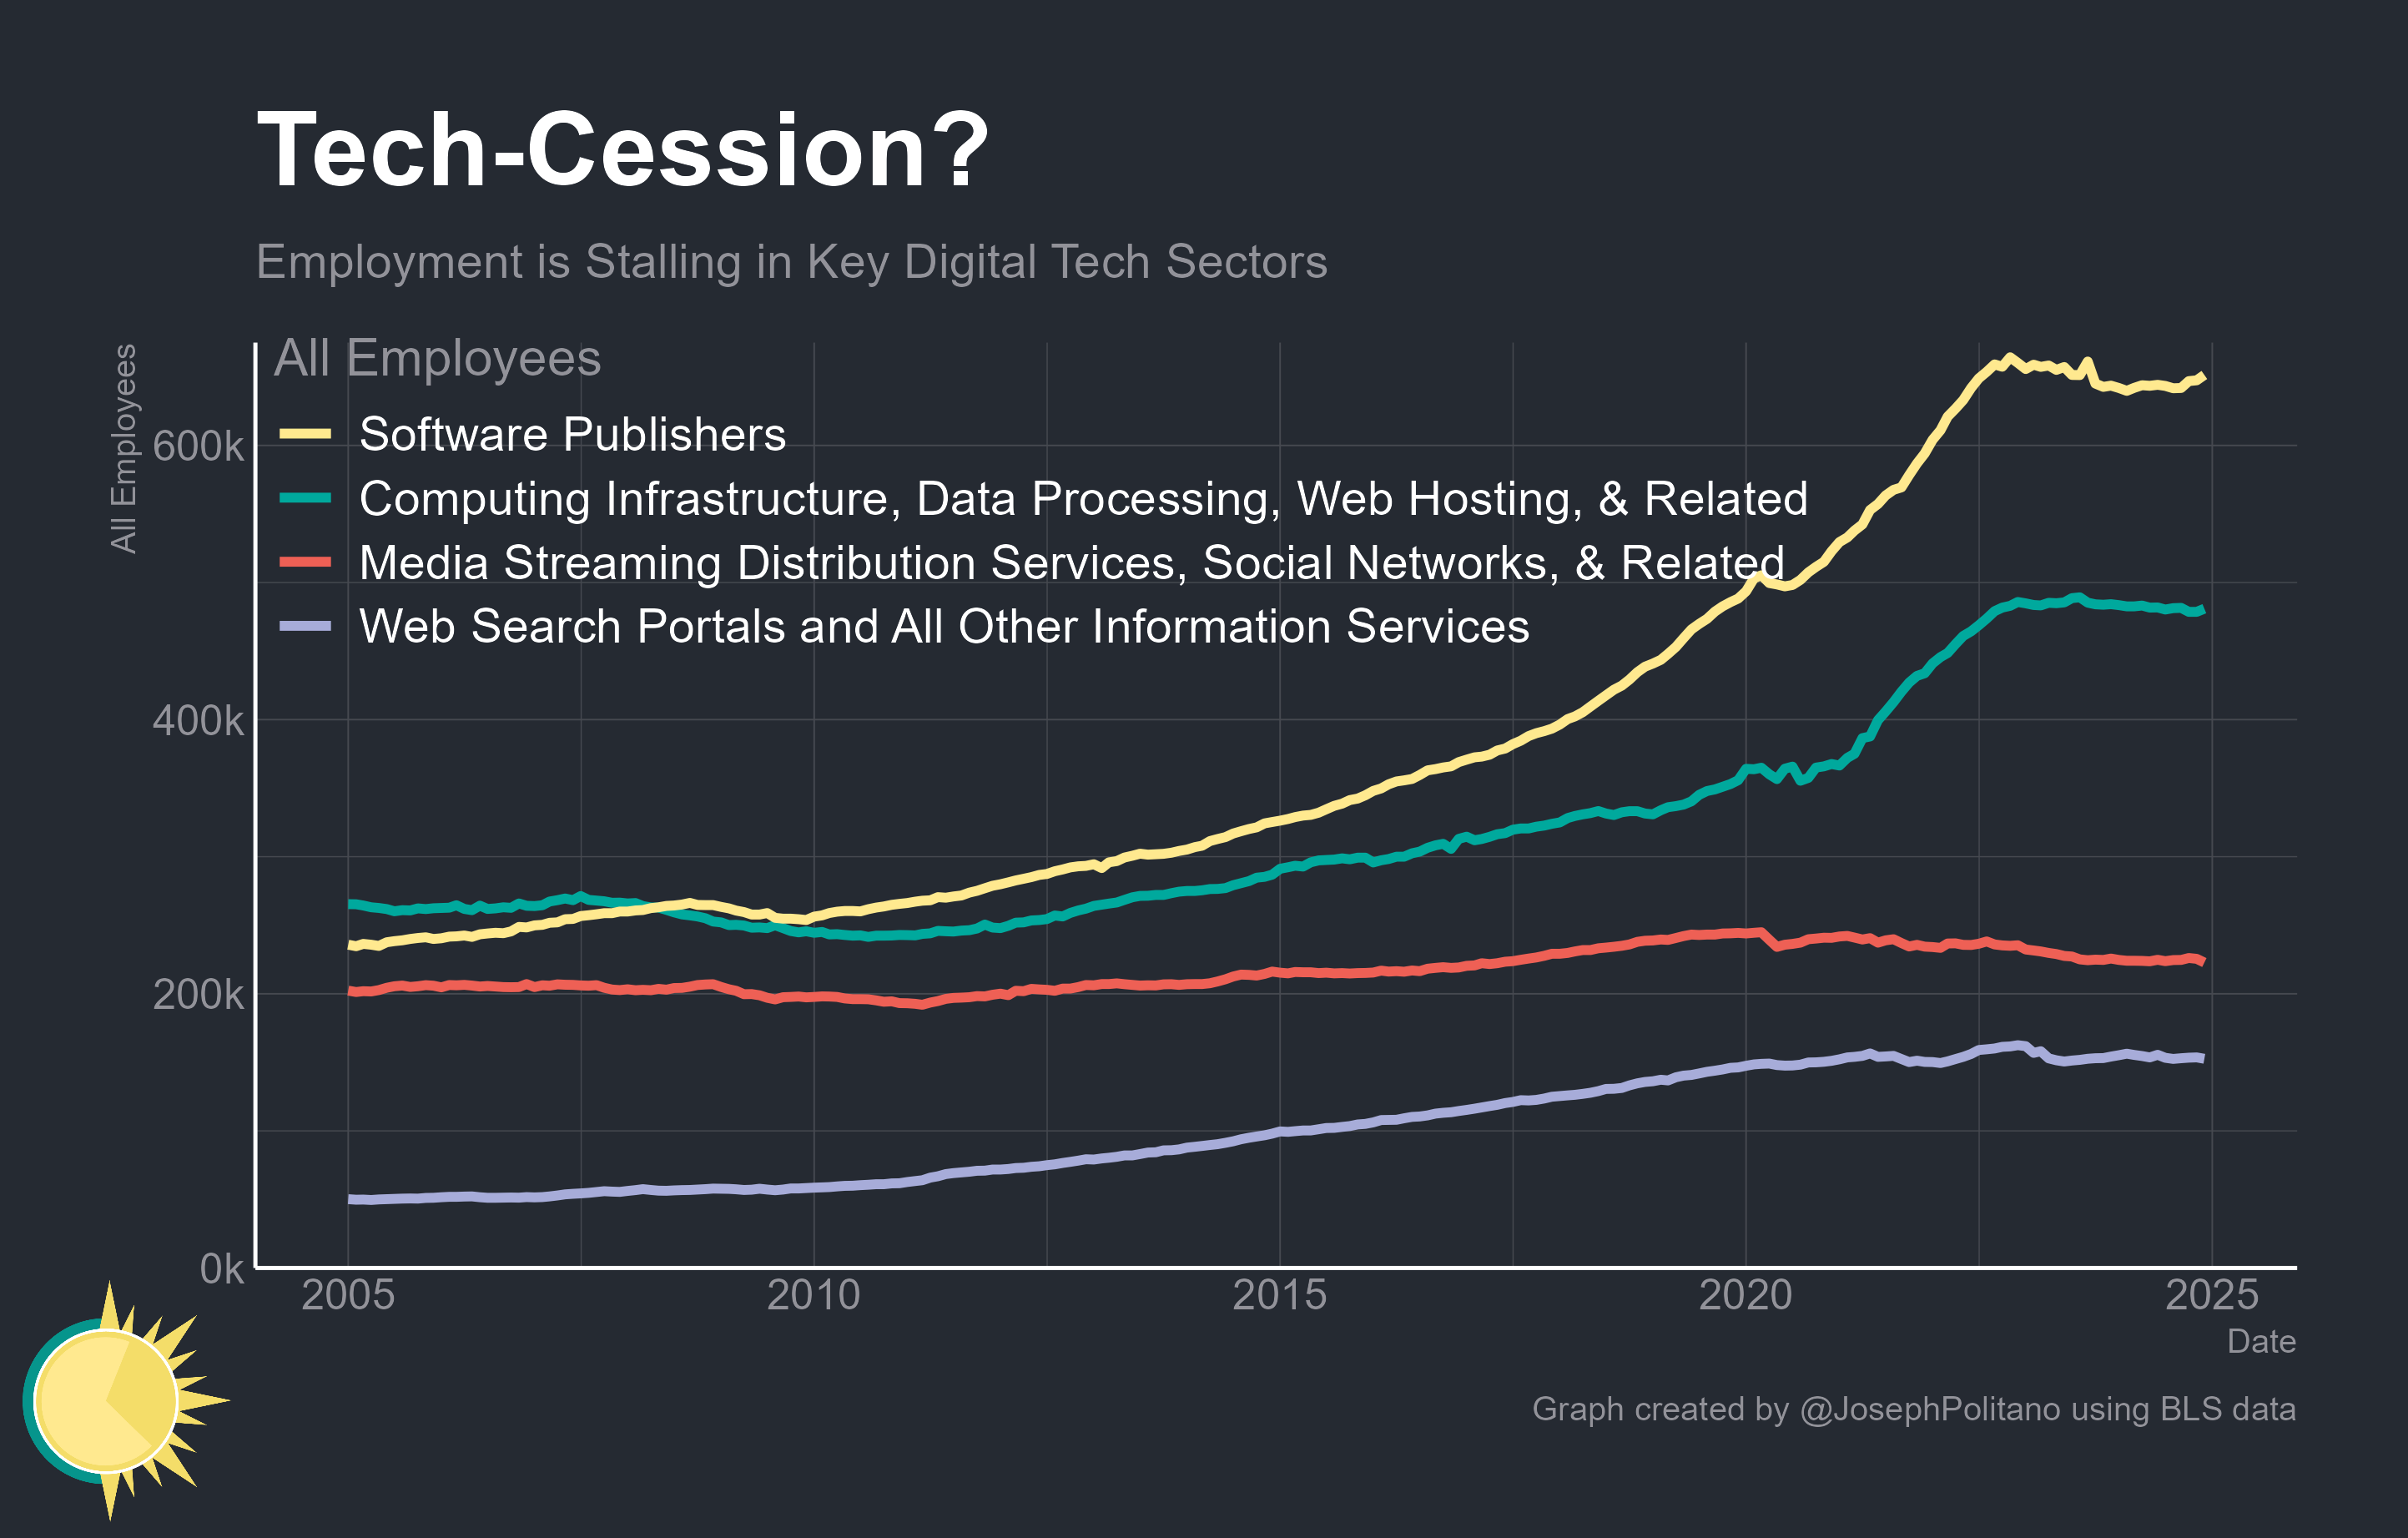 Tech-Cession?
Employment is Stalling in Key Digital Tech Sectors
All Employees
All Employees
Software Publishers
Computing Infrastructure, Data Processing, Web Hosting, & Related
Media Streaming Distribution Services, Social Networks, & Related
Web Search Portals and All Other Information Services
600k
400k
200k
0k
2005 2010 2015 2020 2025
Date
Graph created by @JosephPolitano using BLS data